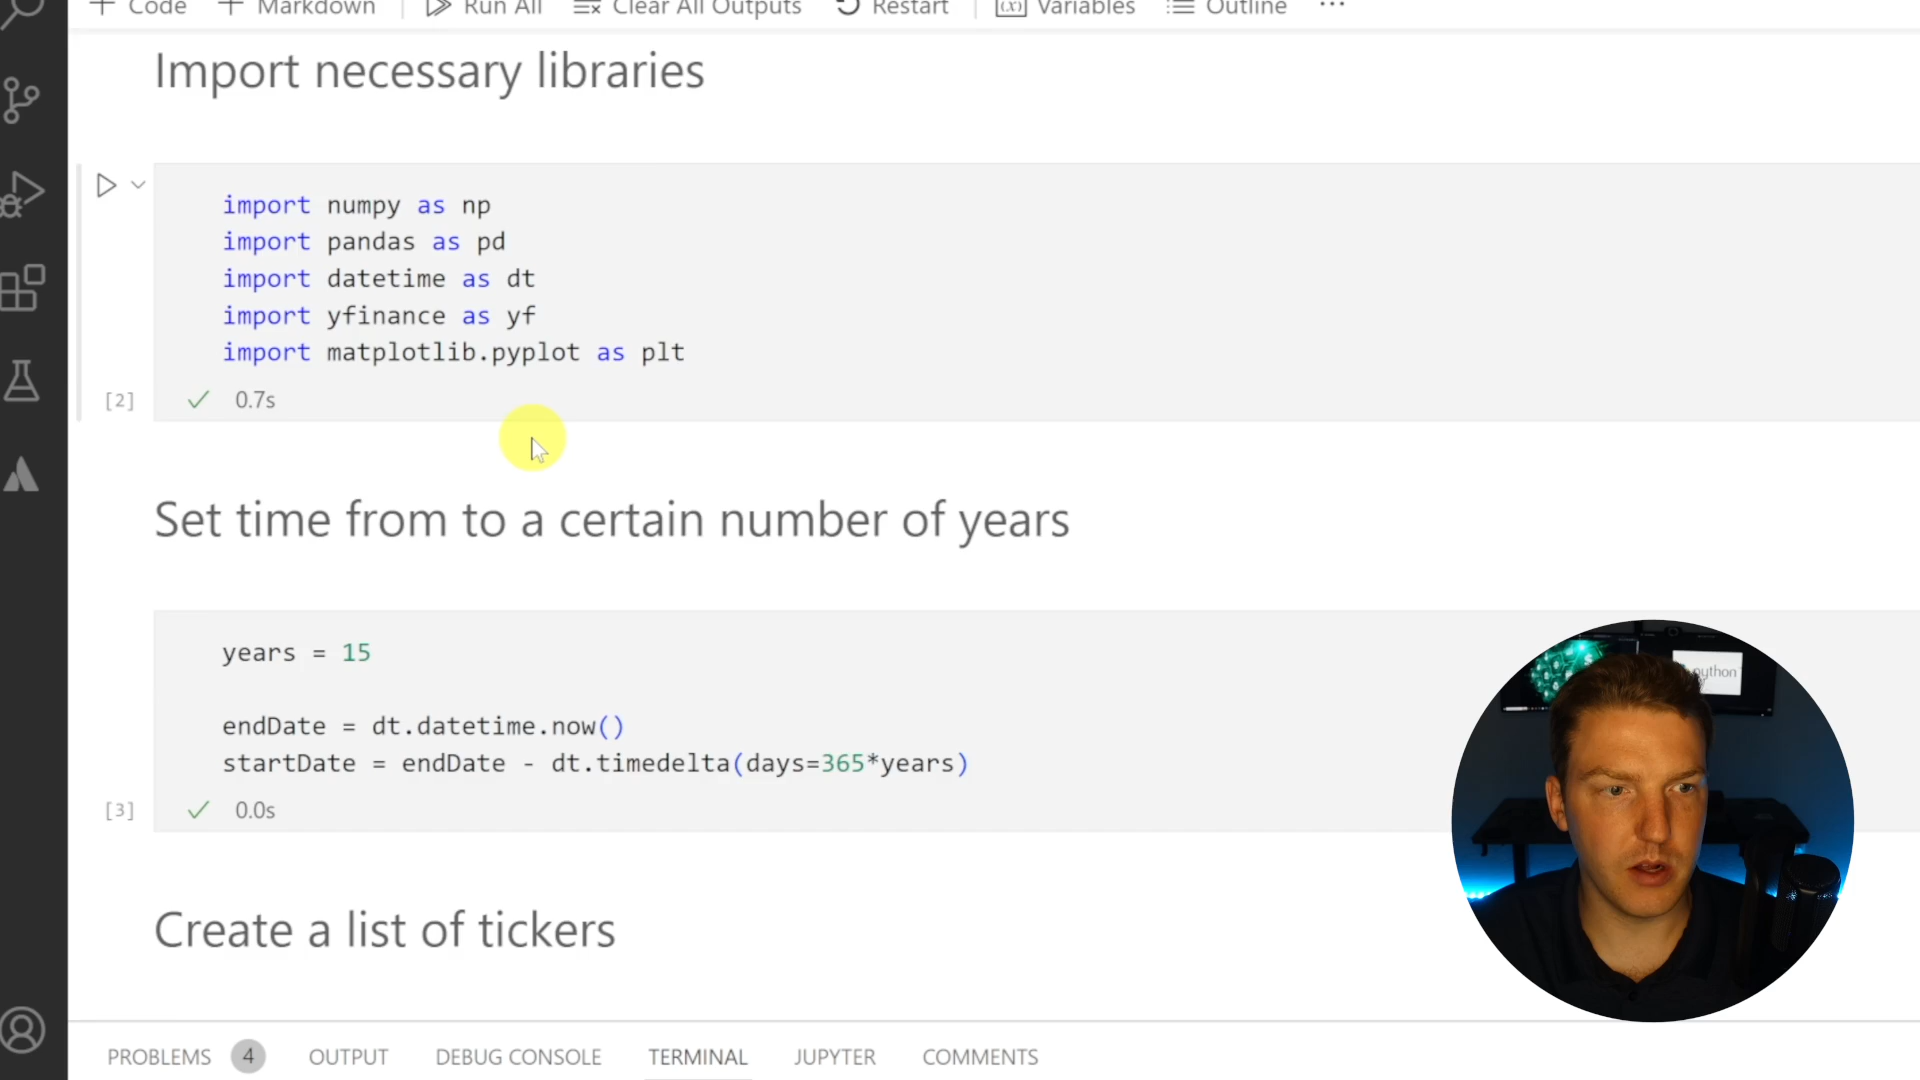 Code Markdown Run All Clear All Outputs Restart (x) Variables Outline ...
Import necessary libraries
import numpy as np
import pandas as pd
import datetime as dt
import yfinance as yf
import matplotlib.pyplot as plt
[2] 0.7s
Set time from to a certain number of years
years = 15
endDate = dt.datetime.now()
startDate = endDate - dt.timedelta(days=365*years)
[3] 0.0s
python
Create a list of tickers
PROBLEMS 4 OUTPUT DEBUG CONSOLE TERMINAL JUPYTER COMMENTS